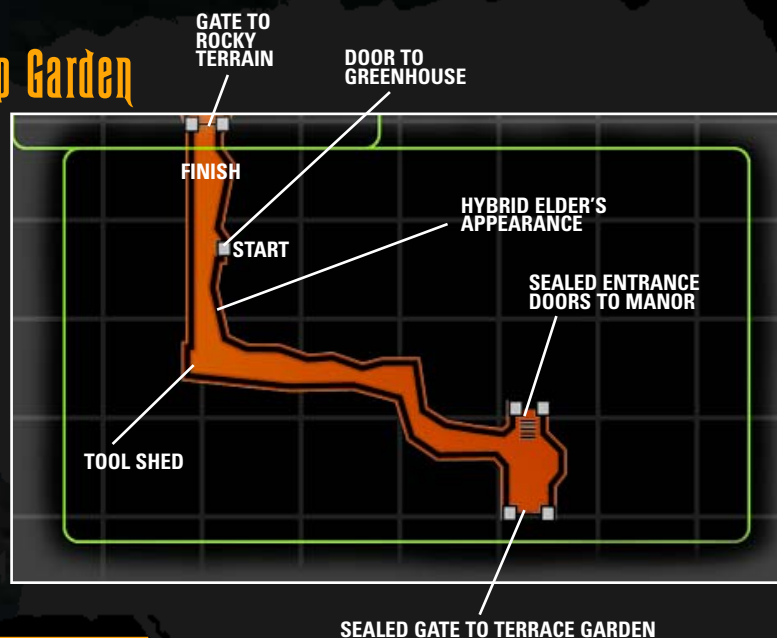 GATE TO
ROCKY
TERRAIN
DOOR TO
GREENHOUSE
Garden
FINISH
HYBRID ELDER'S
APPEARANCE
START
SEALED ENTRANCE
DOORS TO MANOR
TOOL SHED
SEALED GATE TO TERRACE GARDEN